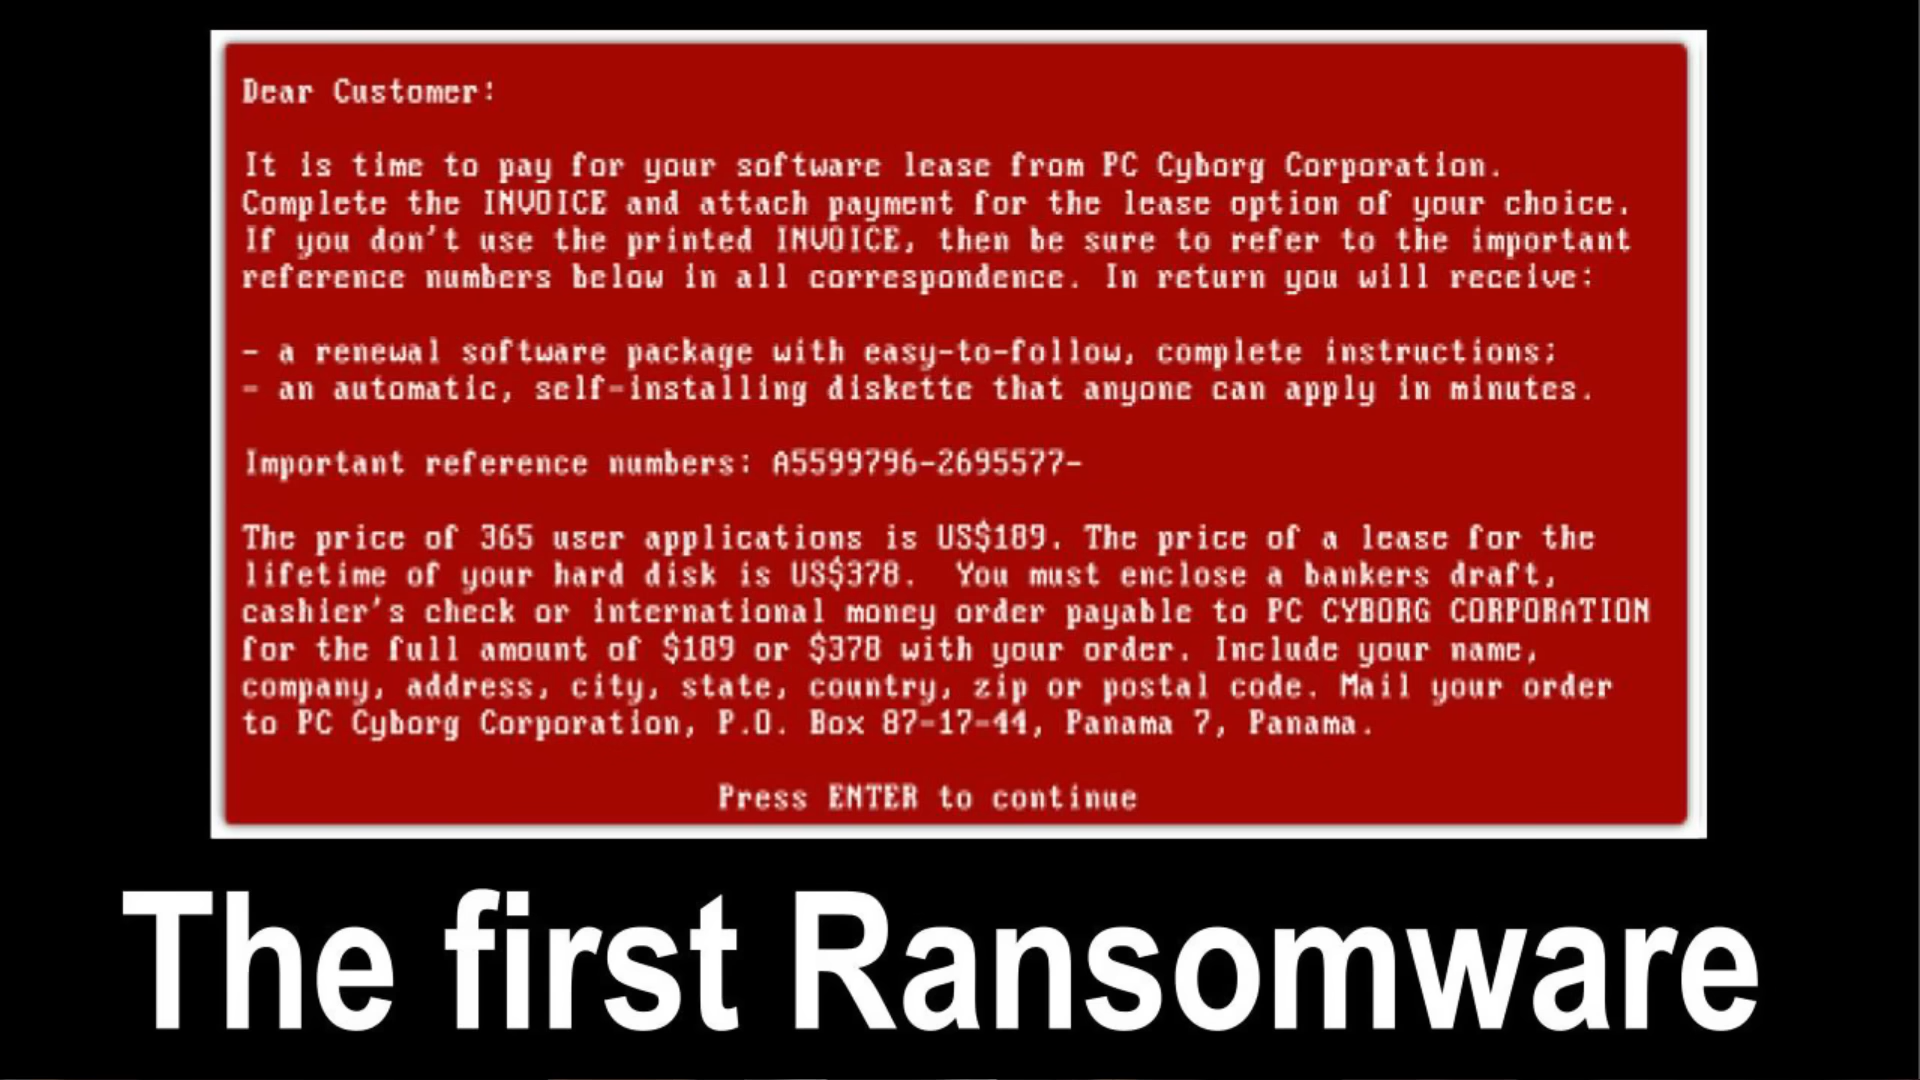 Dear Customer:
It is time to pay for your software lease from PC Cyborg Corporation.
Complete the INVOICE and attach payment for the lease option of your choice.
If you don't use the printed INVOICE, then be sure to refer to the important
reference numbers below in all correspondence. In return you will receive:
- a renewal software package with easy-to-follow, complete instructions;
- an automatic, self-installing diskette that anyone can apply in minutes.
Important reference numbers: A5599796-2695577-
The price of 365 user applications is US$189. The price of a lease for the
lifetime of your hard disk is US$378. You must enclose a bankers draft,
cashier's check or international money order payable to PC CYBORG CORPORATION
for the full amount of $189 or $378 with your order. Include your name,
company, address, city, state, country, zip or postal code. Mail your order
to PC Cyborg Corporation, P.O. Box 87-17-44, Panama 7, Panama.
Press ENTER to continue
The first Ransomware